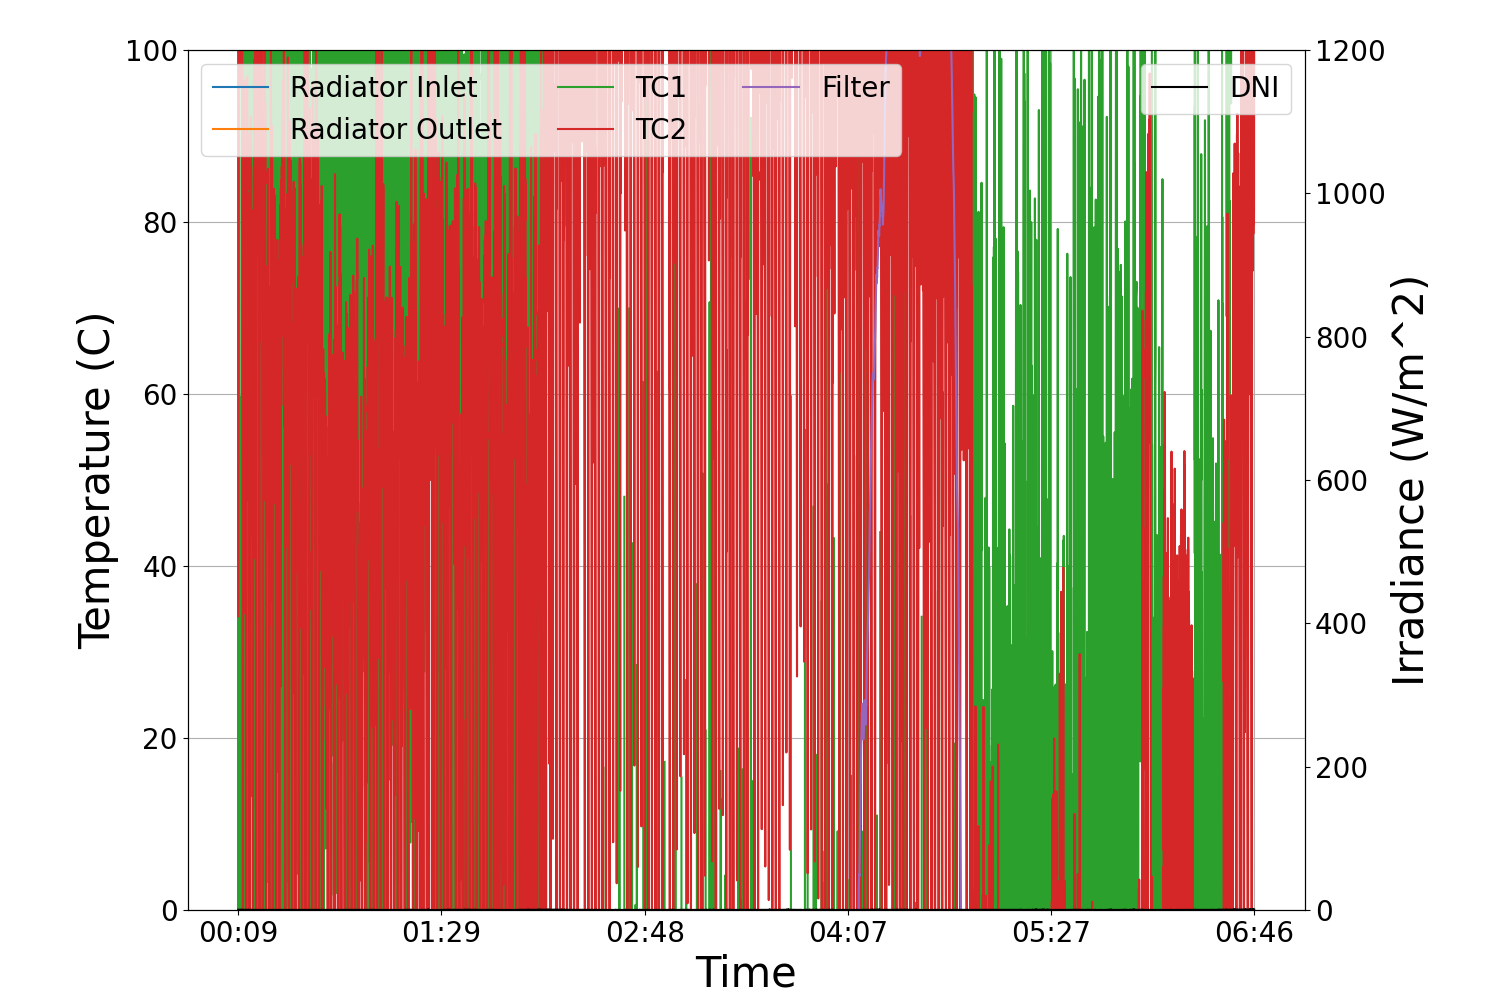 100
80
60
40
20
0
Temperature (C)
Radiator Inlet
Radiator Outlet
TC1
TC2
Filter
DNI
1200
1000
800
600
400
200
0
Irradiance (W/m^2)
00:09
01:29
02:48
04:07
05:27
06:46
Time